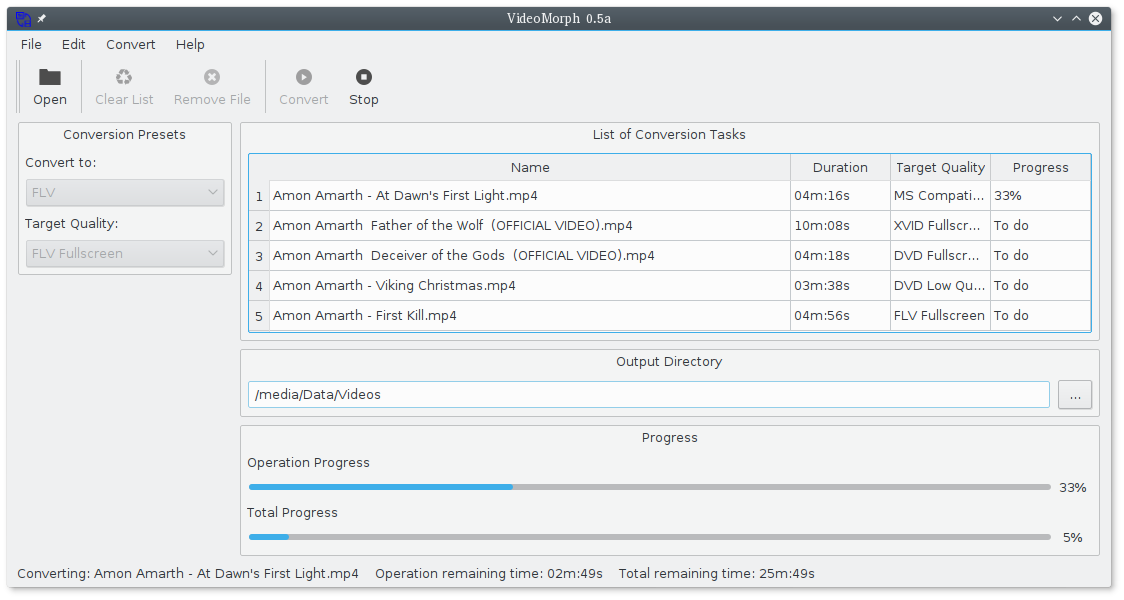 VideoMorph 0.5a
File Edit Convert Help
Open Clear List Remove File Convert Stop
Conversion Presets
Convert to:
FLV
Target Quality:
FLV Fullscreen
List of Conversion Tasks
Name Duration Target Quality Progress
1 Amon Amarth - At Dawn's First Light.mp4 04m:16s MS Compati... 33%
2 Amon Amarth  Father of the Wolf  (OFFICIAL VIDEO).mp4 10m:08s XVID Fullscr... To do
3 Amon Amarth  Deceiver of the Gods  (OFFICIAL VIDEO).mp4 04m:18s DVD Fullscr... To do
4 Amon Amarth - Viking Christmas.mp4 03m:38s DVD Low Qu... To do
5 Amon Amarth - First Kill.mp4 04m:56s FLV Fullscreen To do
Output Directory
/media/Data/Videos ...
Progress
Operation Progress
33%
Total Progress
5%
Converting: Amon Amarth - At Dawn's First Light.mp4 Operation remaining time: 02m:49s Total remaining time: 25m:49s